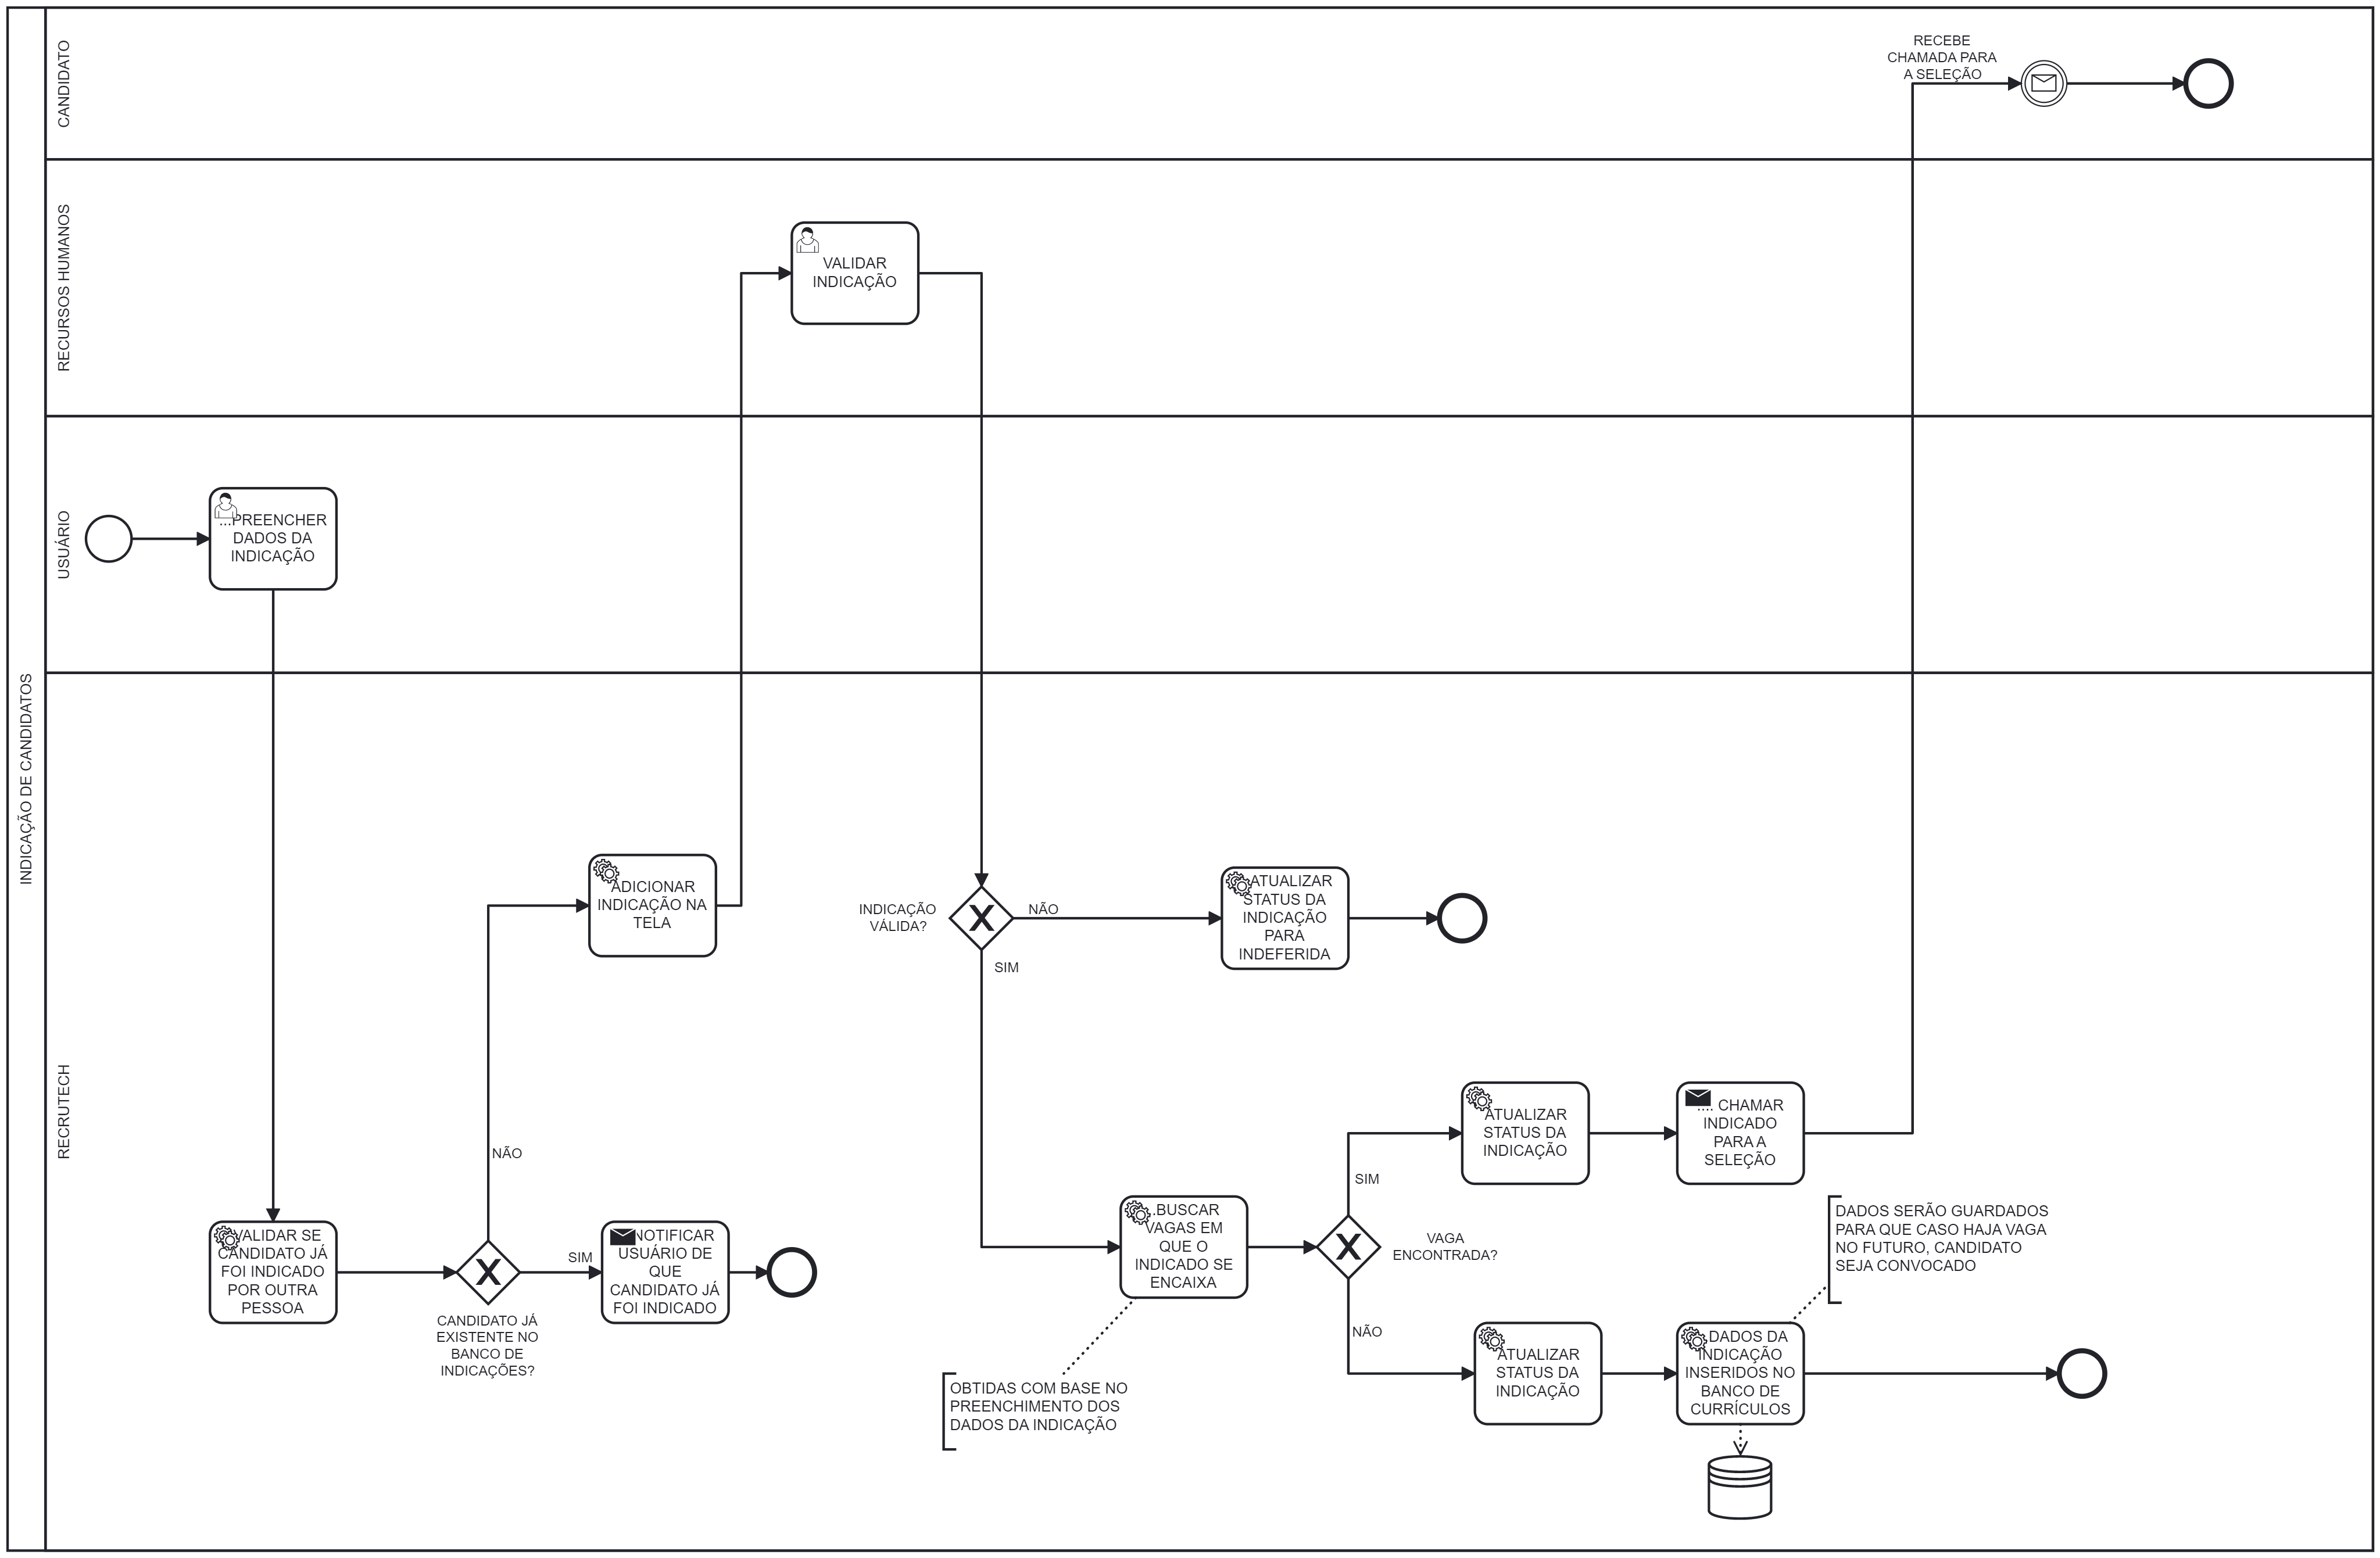 INDICAÇÃO DE CANDIDATOS
CANDIDATO
RECEBE
CHAMADA PARA
A SELEÇÃO
RECURSOS HUMANOS
VALIDAR
INDICAÇÃO
USUÁRIO
...PREENCHER
DADOS DA
INDICAÇÃO
RECRUTECH
VALIDAR SE
CANDIDATO JÁ
FOI INDICADO
POR OUTRA
PESSOA
CANDIDATO JÁ
EXISTENTE NO
BANCO DE
INDICAÇÕES?
NÃO
SIM
ADICIONAR
INDICAÇÃO NA
TELA
NOTIFICAR
USUÁRIO DE
QUE
CANDIDATO JÁ
FOI INDICADO
INDICAÇÃO
VÁLIDA?
NÃO
SIM
ATUALIZAR
STATUS DA
INDICAÇÃO
PARA
INDEFERIDA
.BUSCAR
VAGAS EM
QUE O
INDICADO SE
ENCAIXA
OBTIDAS COM BASE NO
PREENCHIMENTO DOS
DADOS DA INDICAÇÃO
VAGA
ENCONTRADA?
SIM
NÃO
ATUALIZAR
STATUS DA
INDICAÇÃO
.... CHAMAR
INDICADO
PARA A
SELEÇÃO
ATUALIZAR
STATUS DA
INDICAÇÃO
DADOS DA
INDICAÇÃO
INSERIDOS NO
BANCO DE
CURRÍCULOS
DADOS SERÃO GUARDADOS
PARA QUE CASO HAJA VAGA
NO FUTURO, CANDIDATO
SEJA CONVOCADO